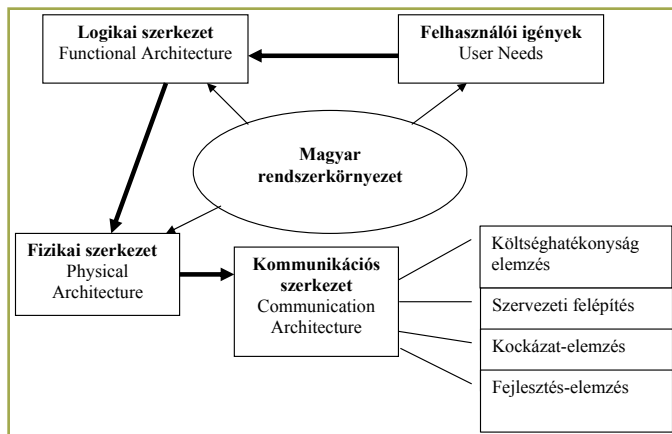 Logikai szerkezet
Functional Architecture
Felhasználói igények
User Needs
Magyar
rendszerkörnyezet
Fizikai szerkezet
Physical
Architecture
Kommunikációs
szerkezet
Communication
Architecture
Költséghatékonyság
elemzés
Szervezeti felépítés
Kockázat-elemzés
Fejlesztés-elemzés